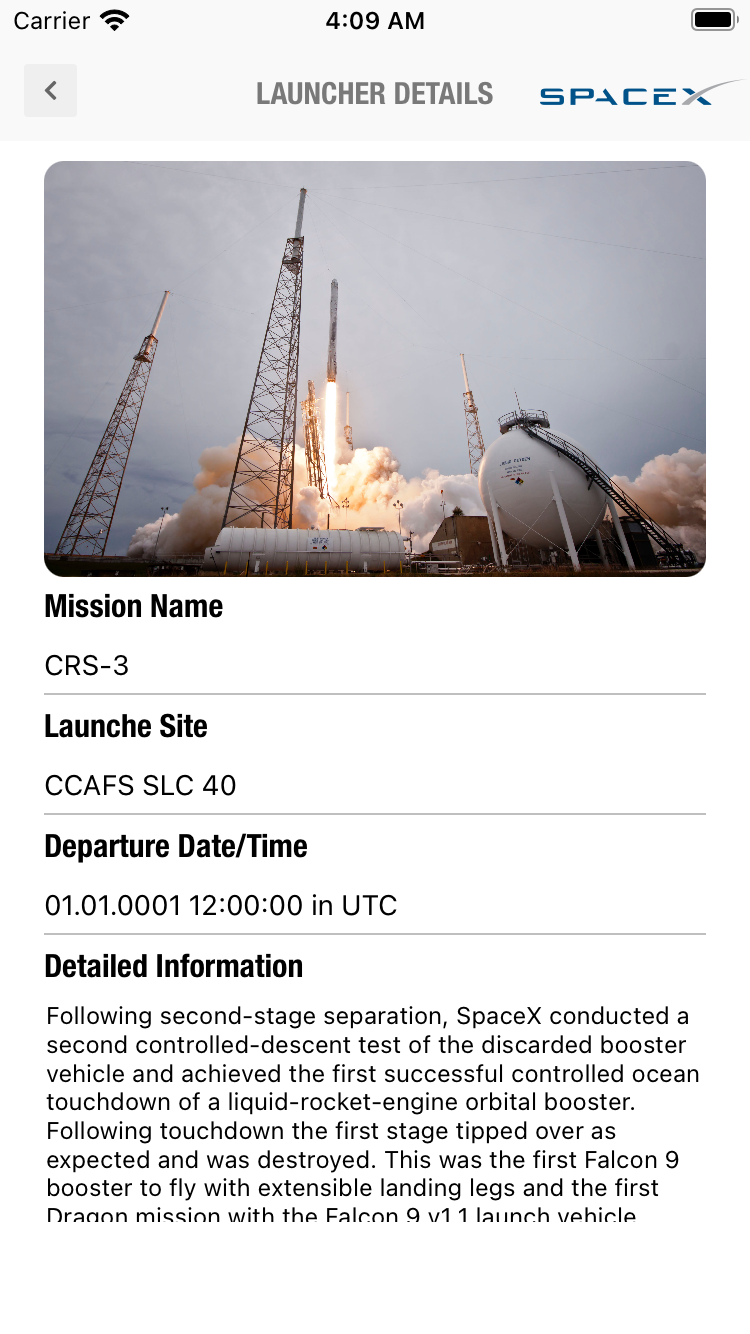 Carrier
4:09 AM
LAUNCHER DETAILS
SPACEX
Mission Name
CRS-3
Launche Site
CCAFS SLC 40
Departure Date/Time
01.01.0001 12:00:00 in UTC
Detailed Information
Following second-stage separation, SpaceX conducted a
second controlled-descent test of the discarded booster
vehicle and achieved the first successful controlled ocean
touchdown of a liquid-rocket-engine orbital booster.
Following touchdown the first stage tipped over as
expected and was destroyed. This was the first Falcon 9
booster to fly with extensible landing legs and the first
Dragon mission with the Falcon 9 v1.1 launch vehicle